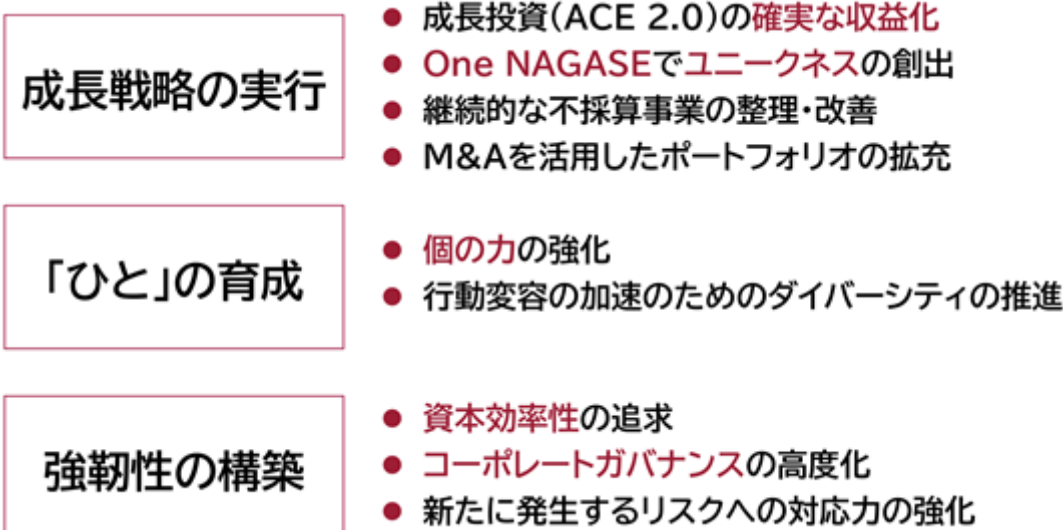 成長戦略の実行
● 成長投資(ACE 2.0)の確実な収益化
● One NAGASEでユニークネスの創出
● 継続的な不採算事業の整理・改善
● M&Aを活用したポートフォリオの拡充
「ひと」の育成
● 個の力の強化
● 行動変容の加速のためのダイバーシティの推進
強靭性の構築
● 資本効率性の追求
● コーポレートガバナンスの高度化
● 新たに発生するリスクへの対応力の強化